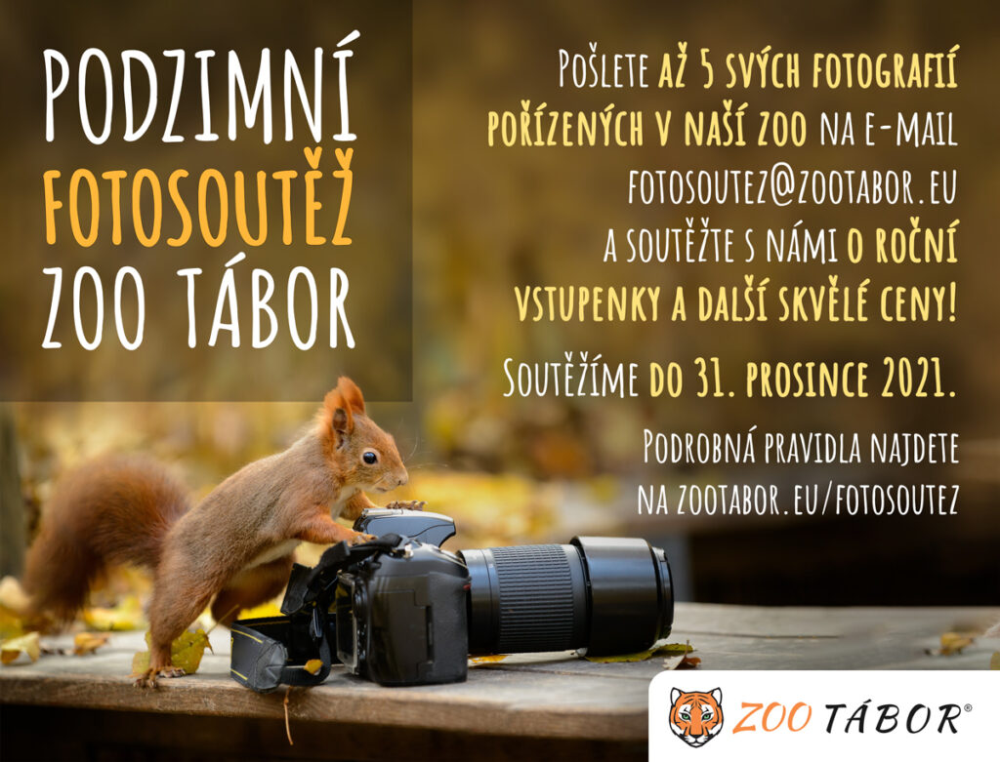 PODZIMNÍ
FOTOSOUTĚŽ
ZOO TÁBOR
POŠLETE AŽ 5 SVÝCH FOTOGRAFIÍ
POŘÍZENÝCH V NAŠÍ ZOO NA E-MAIL
FOTOSOUTEZ@ZOOTABOR.EU
A SOUTĚŽTE S NÁMI O ROČNÍ
VSTUPENKY A DALŠÍ SKVĚLÉ CENY!
SOUTĚŽÍME DO 31. PROSINCE 2021.
PODROBNÁ PRAVIDLA NAJDETE
NA ZOOTABOR.EU/FOTOSOUTEZ
ZOO TÁBOR®